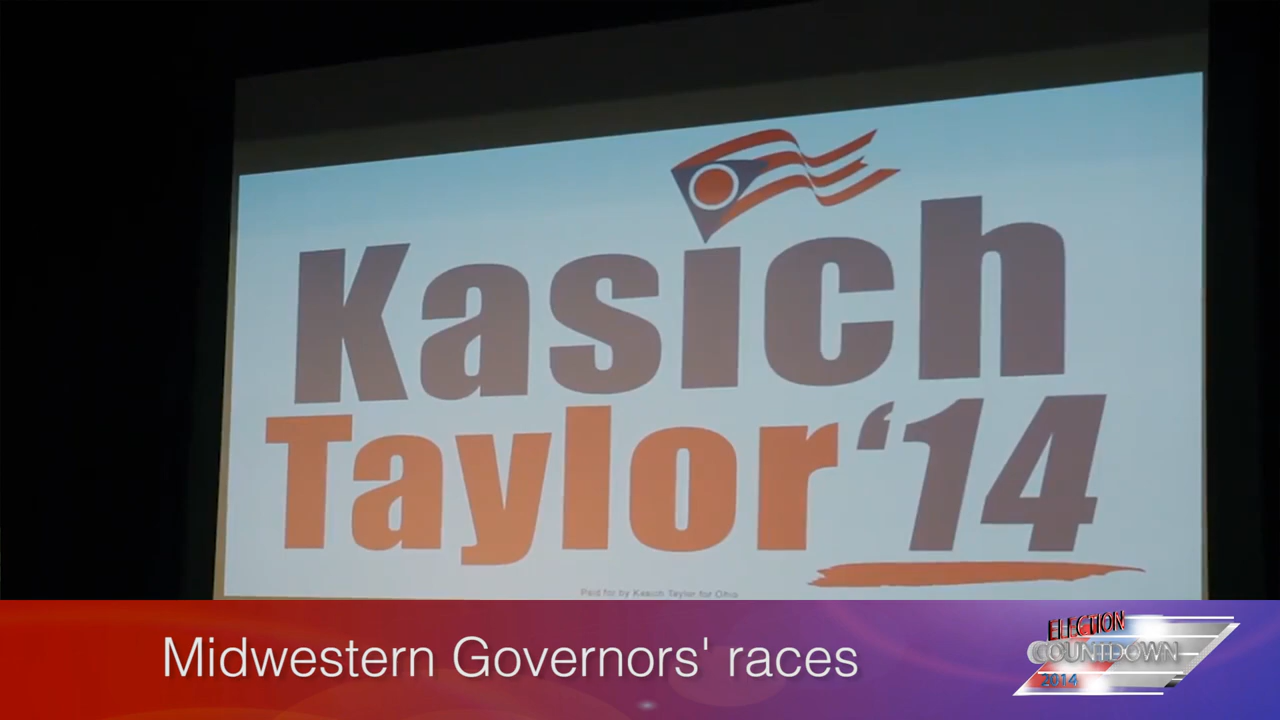 Kasich
Taylor '14
Paid for by Kasich Taylor for Ohio
Midwestern Governors' races
ELECTION
COUNTDOWN
2014